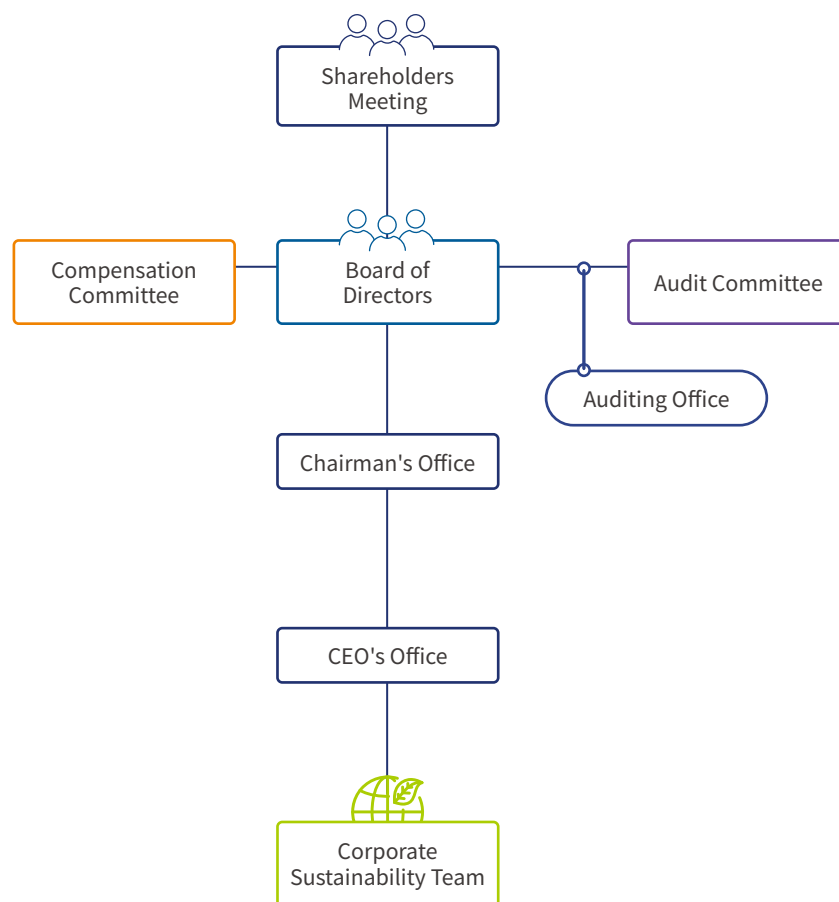 Shareholders
Meeting
Compensation
Committee
Board of
Directors
Audit Committee
Auditing Office
Chairman's Office
CEO's Office
Corporate
Sustainability Team